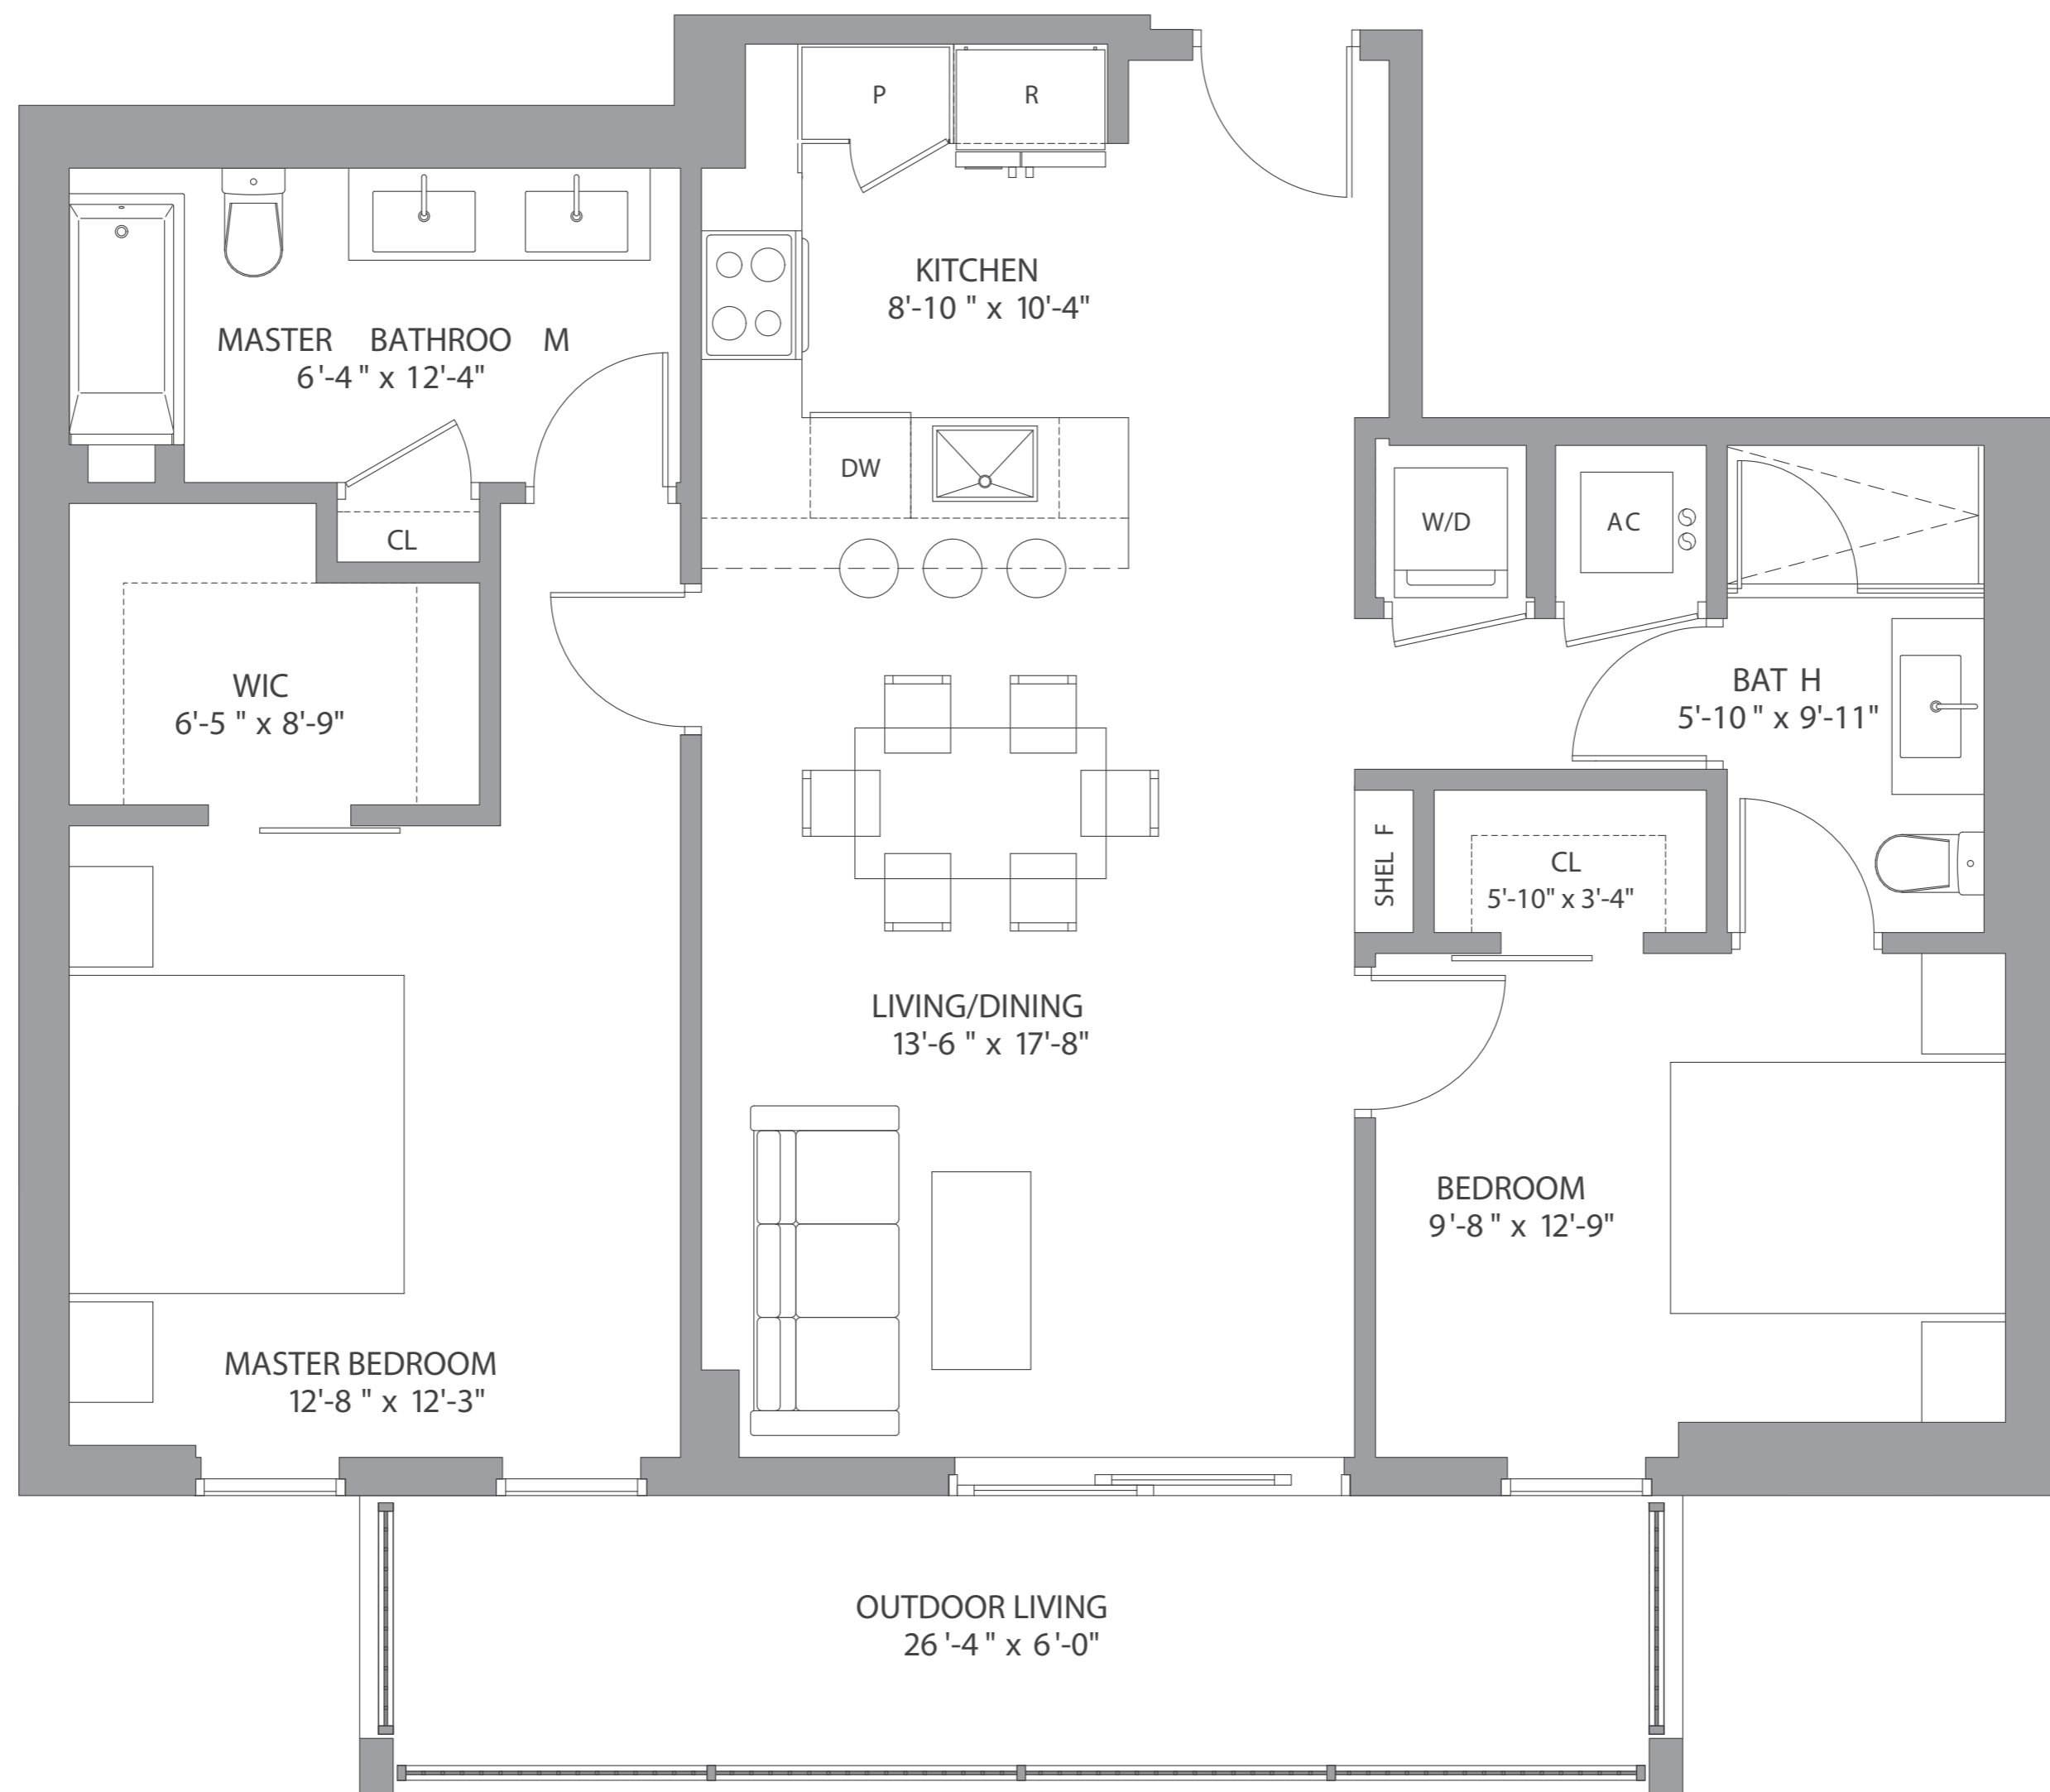 P
R
KITCHEN
8'-10 " x 10'-4"
MASTER BATHROO M
6'-4" x 12'-4"
DW
CL
W/D
AC
WIC
6'-5 " x 8'-9"
BAT H
5'-10 " x 9'-11"
SHEL F
CL
5'-10" x 3'-4"
LIVING/DINING
13'-6 " x 17'-8"
BEDROOM
9'-8 " x 12'-9"
MASTER BEDROOM
12'-8 " x 12'-3"
OUTDOOR LIVING
26'-4 " x 6'-0"